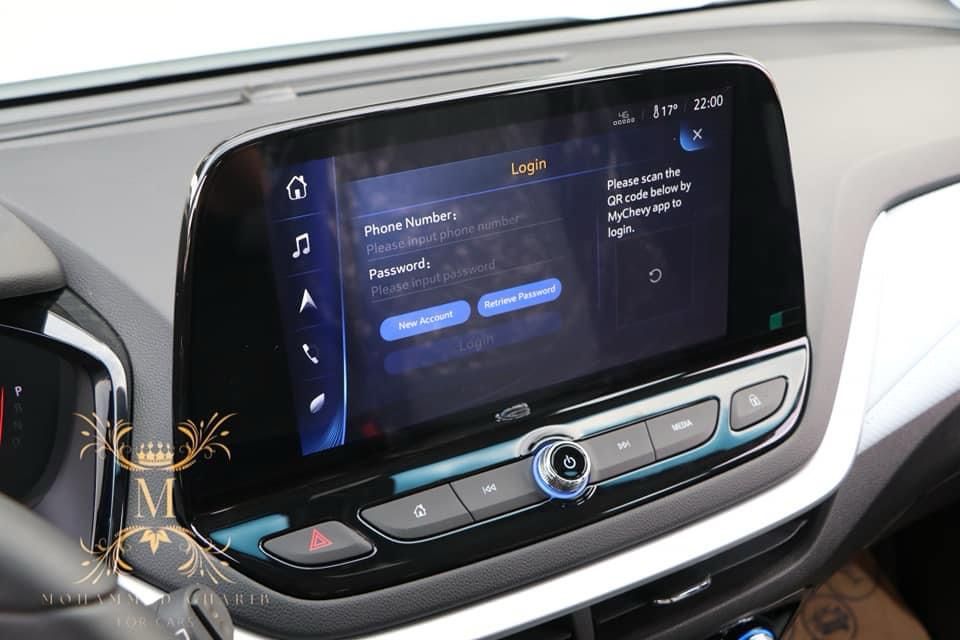 4G
17°
22:00
Login
Phone Number:
Please input phone number
Password:
Please input password
New Account
Retrieve Password
Login
Please scan the
QR code below by
MyChevy app to
login.
MEDIA
P
M
MOHAMMED GHAREB
FOR CARS